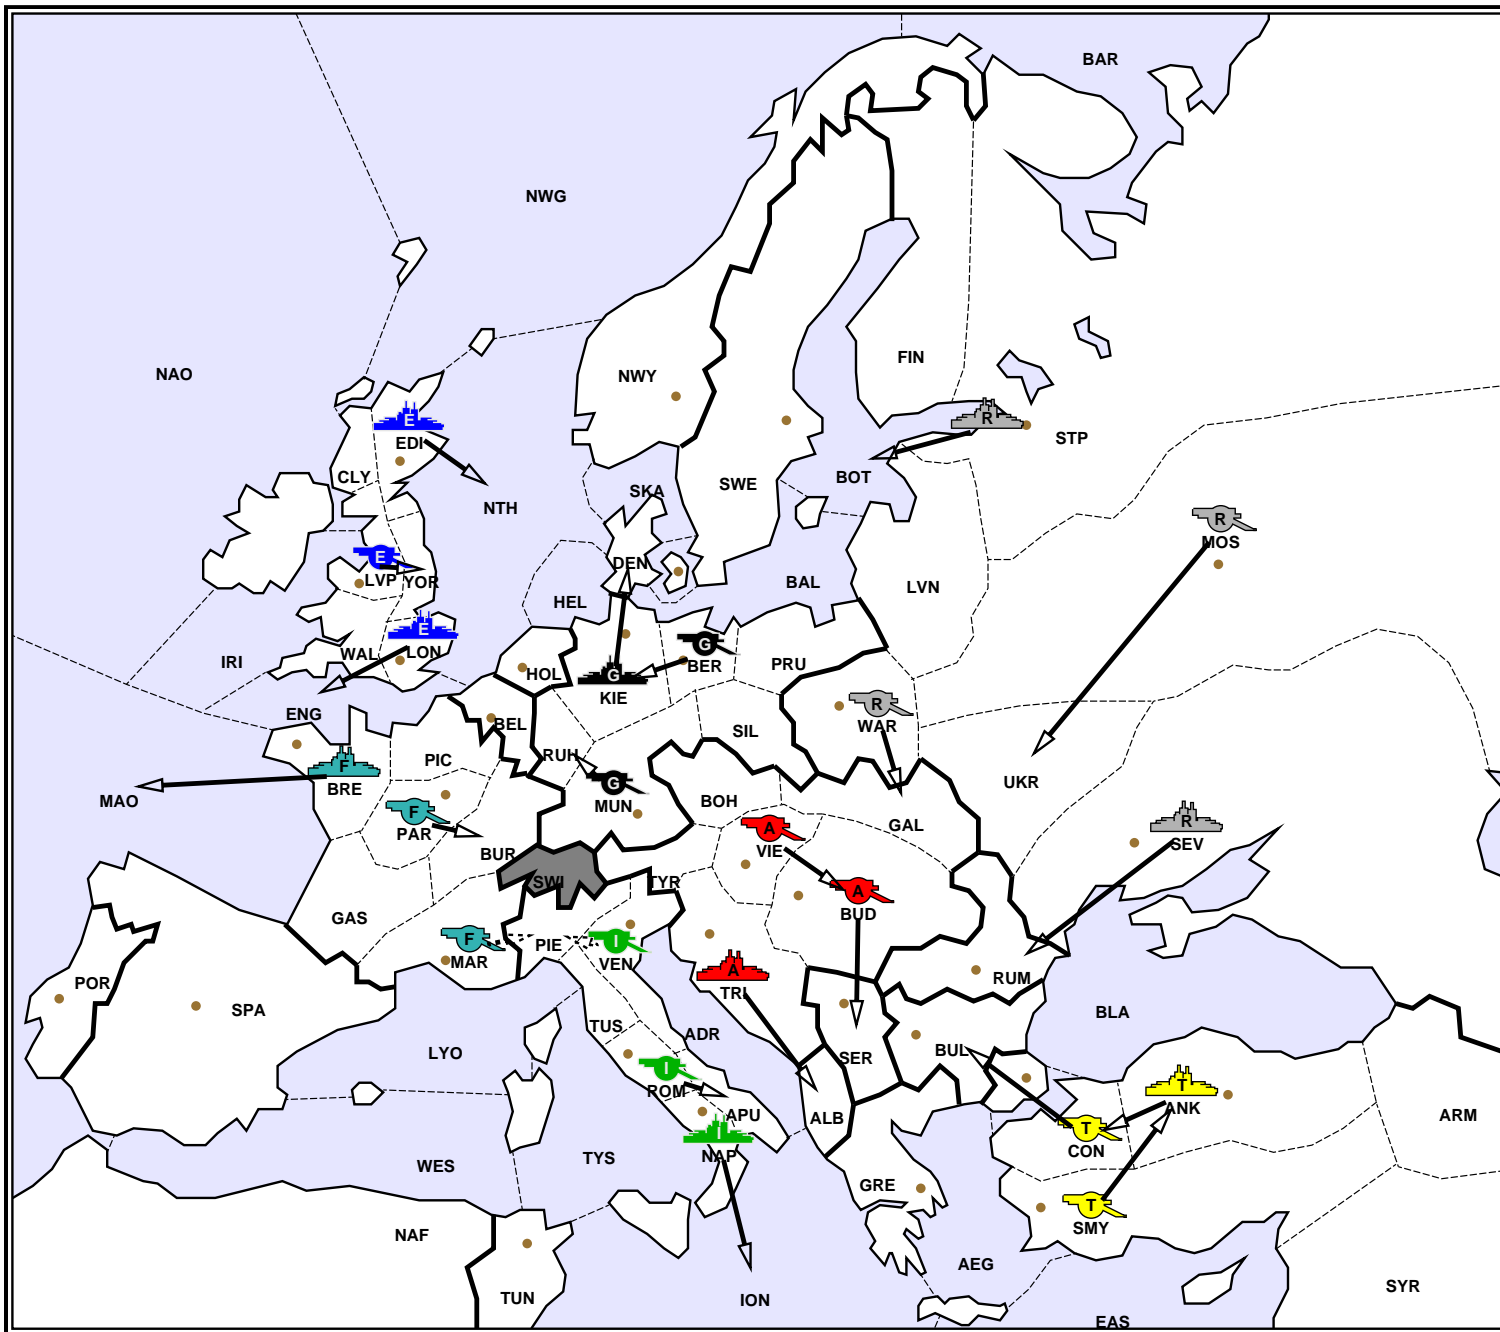 BAR
NWG
NAO
NWY
FIN
E
EDI
R
STP
CLY
SKA
SWE
BOT
NTH
R
MOS
E
LVP
YOR
DEN
BAL
LVN
HEL
E
LON
IRI
WAL
HOL
G
BER
PRU
G
KIE
R
WAR
ENG
BEL
SIL
PIC
RUH
UKR
F
BRE
MAO
G
MUN
BOH
F
PAR
A
VIE
GAL
R
SEV
BUR
SWI
TYR
A
BUD
GAS
F
MAR
PIE
I
VEN
A
TRI
RUM
POR
SPA
BLA
TUS
ADR
LYO
SER
BUL
I
ROM
T
ANK
APU
ALB
ARM
I
NAP
T
CON
WES
TYS
GRE
T
SMY
NAF
AEG
SYR
TUN
ION
EAS